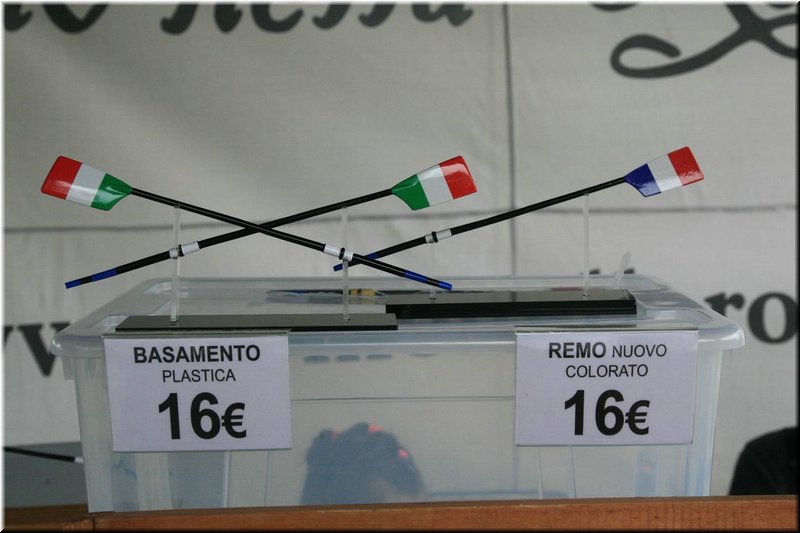 BASAMENTO
PLASTICA
16€
REMO NUOVO
COLORATO
16€